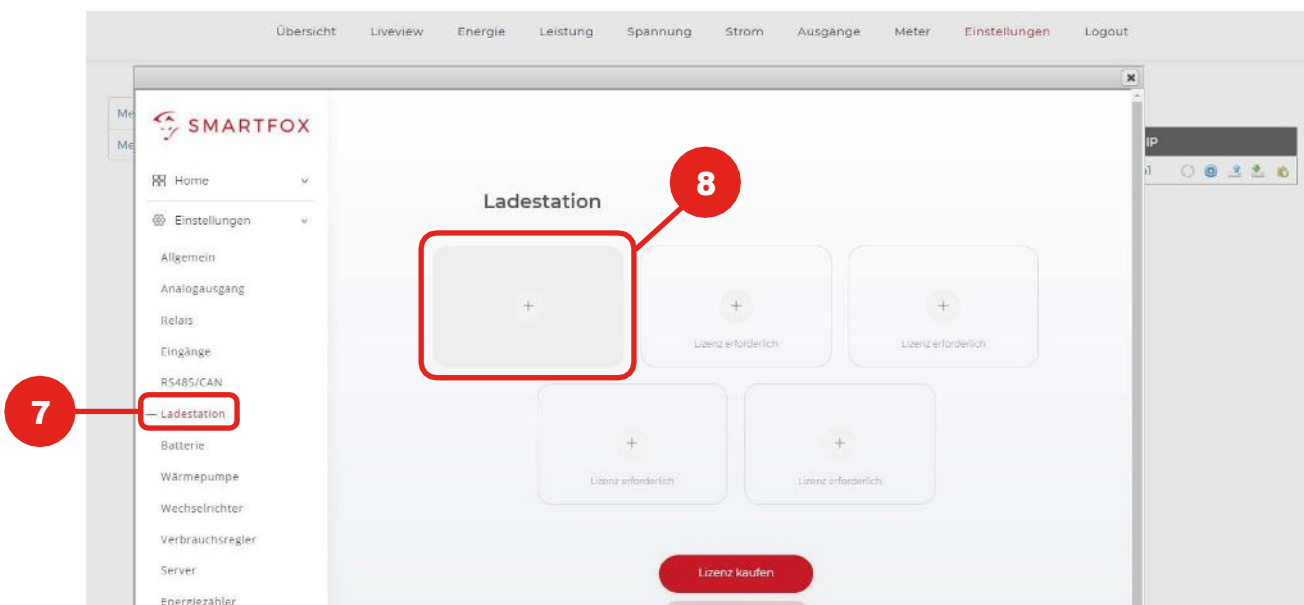 Übersicht Liveview Energie Leistung Spannung Strom Ausgänge Meter Einstellungen Logout
Me
Me
SMARTFOX
IP
Home
8
Ladestation
Einstellungen
Allgemein
Analogausgang
Relais
Eingänge
Lizenz erforderlich Lizenz erforderlich
RS485/CAN
7
Ladestation
Batterie
Wärmepumpe
Lizenz erforderlich Lizenz erforderlich
Wechselrichter
Verbrauchsregler
Server
Lizenz kaufen
Energiezähler